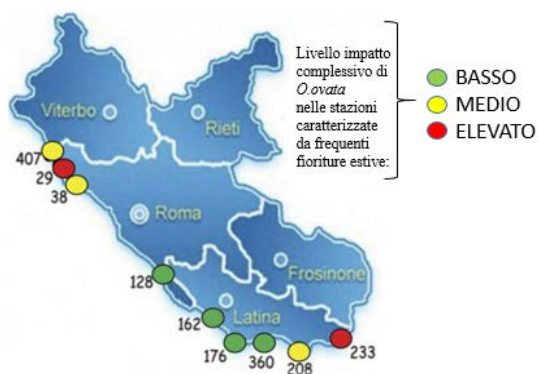 Livello impatto
complessivo di
O.ovata
nelle stazioni
caratterizzate
da frequenti
fioriture estive:
BASSO
MEDIO
ELEVATO
Viterbo
Rieti
407
29
38
Roma
Frosinone
128
Latina
162
176
360
208
233